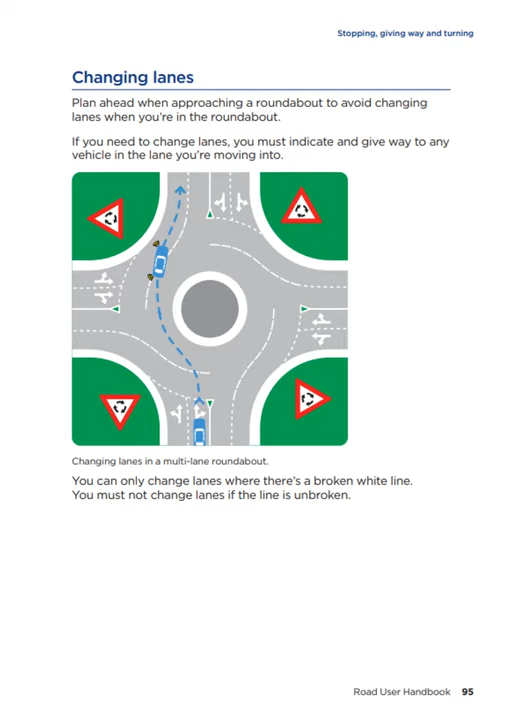 Stopping, giving way and turning
Changing lanes
Plan ahead when approaching a roundabout to avoid changing
lanes when you're in the roundabout.
If you need to change lanes, you must indicate and give way to any
vehicle in the lane you're moving into.
Changing lanes in a multi-lane roundabout.
You can only change lanes where there's a broken white line.
You must not change lanes if the line is unbroken.
Road User Handbook 95